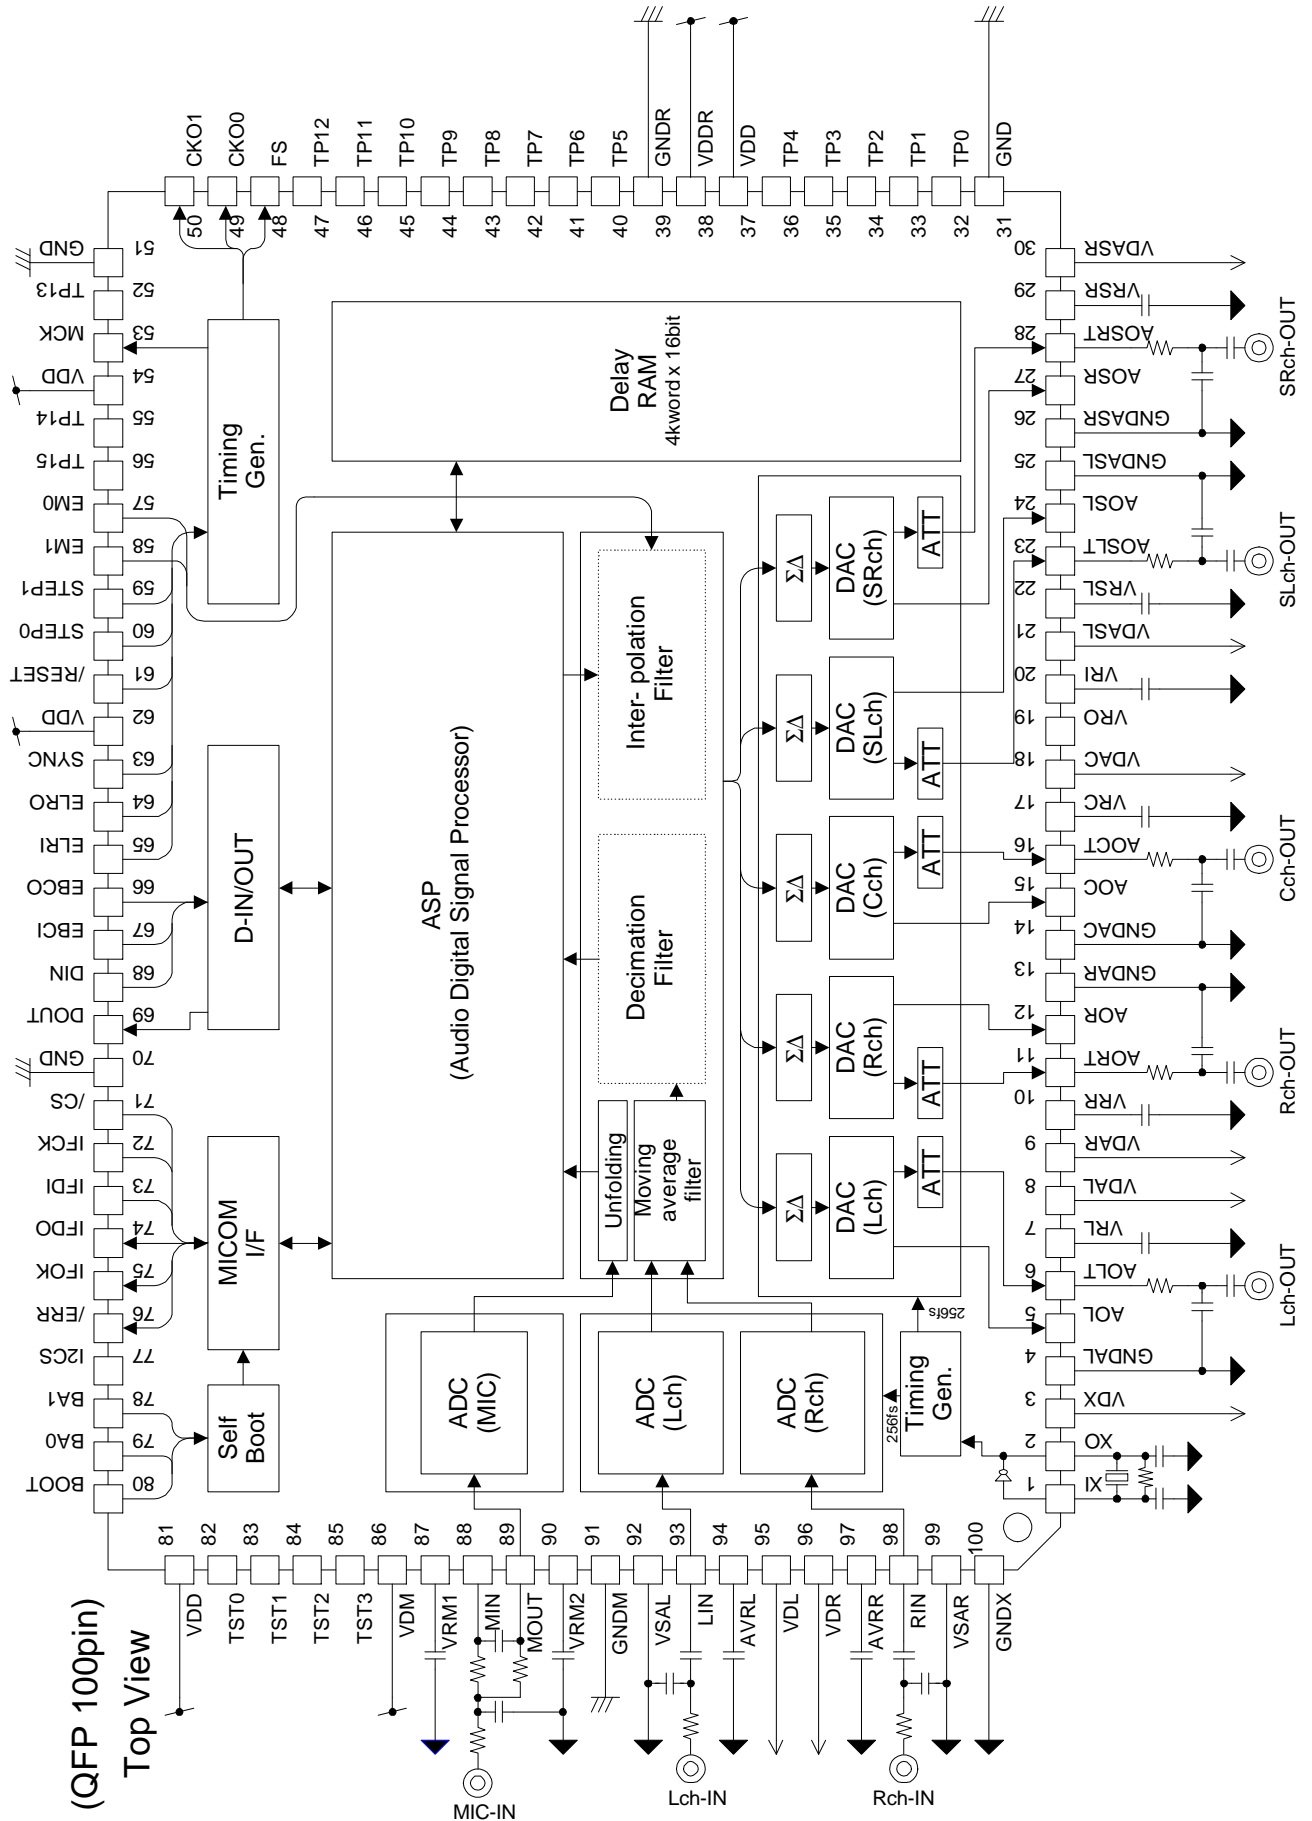 (QFP 100pin)
Top View
CKO1
50
CKO0
49
FS
48
TP12
47
TP11
46
TP10
45
TP9
44
TP8
43
TP7
42
TP6
41
TP5
40
GNDR
39
VDDR
38
VDD
37
TP4
36
TP3
35
TP2
34
TP1
33
TP0
32
GND
31
GND
51
TP13
52
MCK
53
VDD
54
TP14
55
TP15
56
EM0
57
EM1
58
STEP1
59
STEP0
60
/RESET
61
VDD
62
SYNC
63
ELRO
64
ELRI
65
EBCO
66
EBCI
67
DIN
68
DOUT
69
GND
70
/CS
71
IFCK
72
IFDI
73
IFDO
74
IFOK
75
/ERR
76
I2CS
77
BA1
78
BA0
79
BOOT
80
81
VDD
82
TST0
83
TST1
84
TST2
85
TST3
86
VDM
87
VRM1
88
MIN
89
MOUT
90
VRM2
91
GNDM
92
VSAL
93
LIN
94
AVRL
95
VDL
96
VDR
97
AVRR
98
RIN
99
VSAR
100
GNDX
MIC-IN
Lch-IN
Rch-IN
1
XI
2
XO
3
VDX
4
GNDAL
5
AOL
6
AOLT
7
VRL
8
VDAL
9
VDAR
10
VRR
11
AORT
12
AOR
13
GNDAR
14
GNDAC
15
AOC
16
AOCT
17
VRC
18
VDAC
19
VRO
20
VRI
21
VDASL
22
VRSL
23
AOSLT
24
AOSL
25
GNDASL
26
GNDASR
27
AOSR
28
AOSRT
29
VRSR
30
VDASR
Lch-OUT
Rch-OUT
Cch-OUT
SLch-OUT
SRch-OUT
Self
Boot
MICOM
I/F
D-IN/OUT
Timing
Gen.
ASP
(Audio Digital Signal Processor)
Delay
RAM
4kword x 16bit
ADC
(MIC)
ADC
(Lch)
ADC
(Rch)
Unfolding
Moving
average
filter
Decimation
Filter
Inter- polation
Filter
256fs
256fs
Timing
Gen.
ΣΔ
ΣΔ
ΣΔ
ΣΔ
ΣΔ
DAC
(Lch)
DAC
(Rch)
DAC
(Cch)
DAC
(SLch)
DAC
(SRch)
ATT
ATT
ATT
ATT
ATT